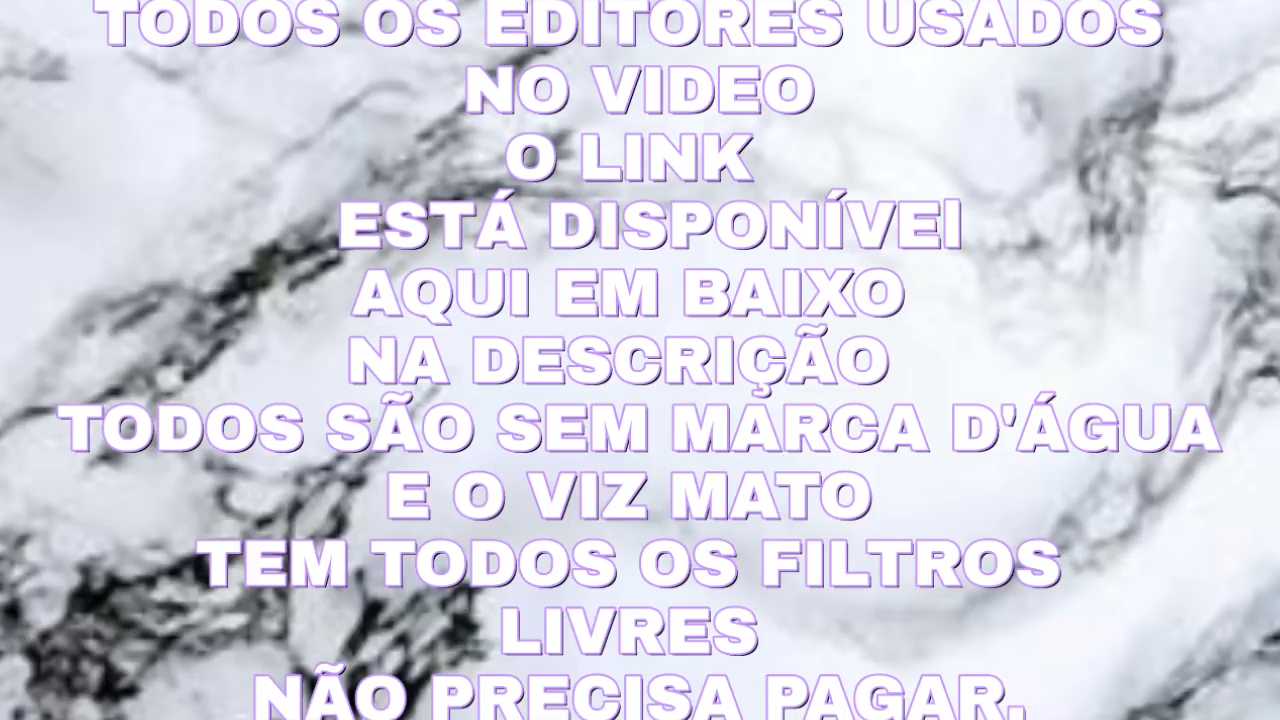 TODOS OS EDITORES USADOS
NO VIDEO
O LINK
ESTÁ DISPONÍVEl
AQUI EM BAIXO
NA DESCRIÇÃO
TODOS SÃO SEM MARCA D'ÁGUA
E O VIZ MATO
TEM TODOS OS FILTROS
LIVRES
NÃO PRECISA PAGAR.